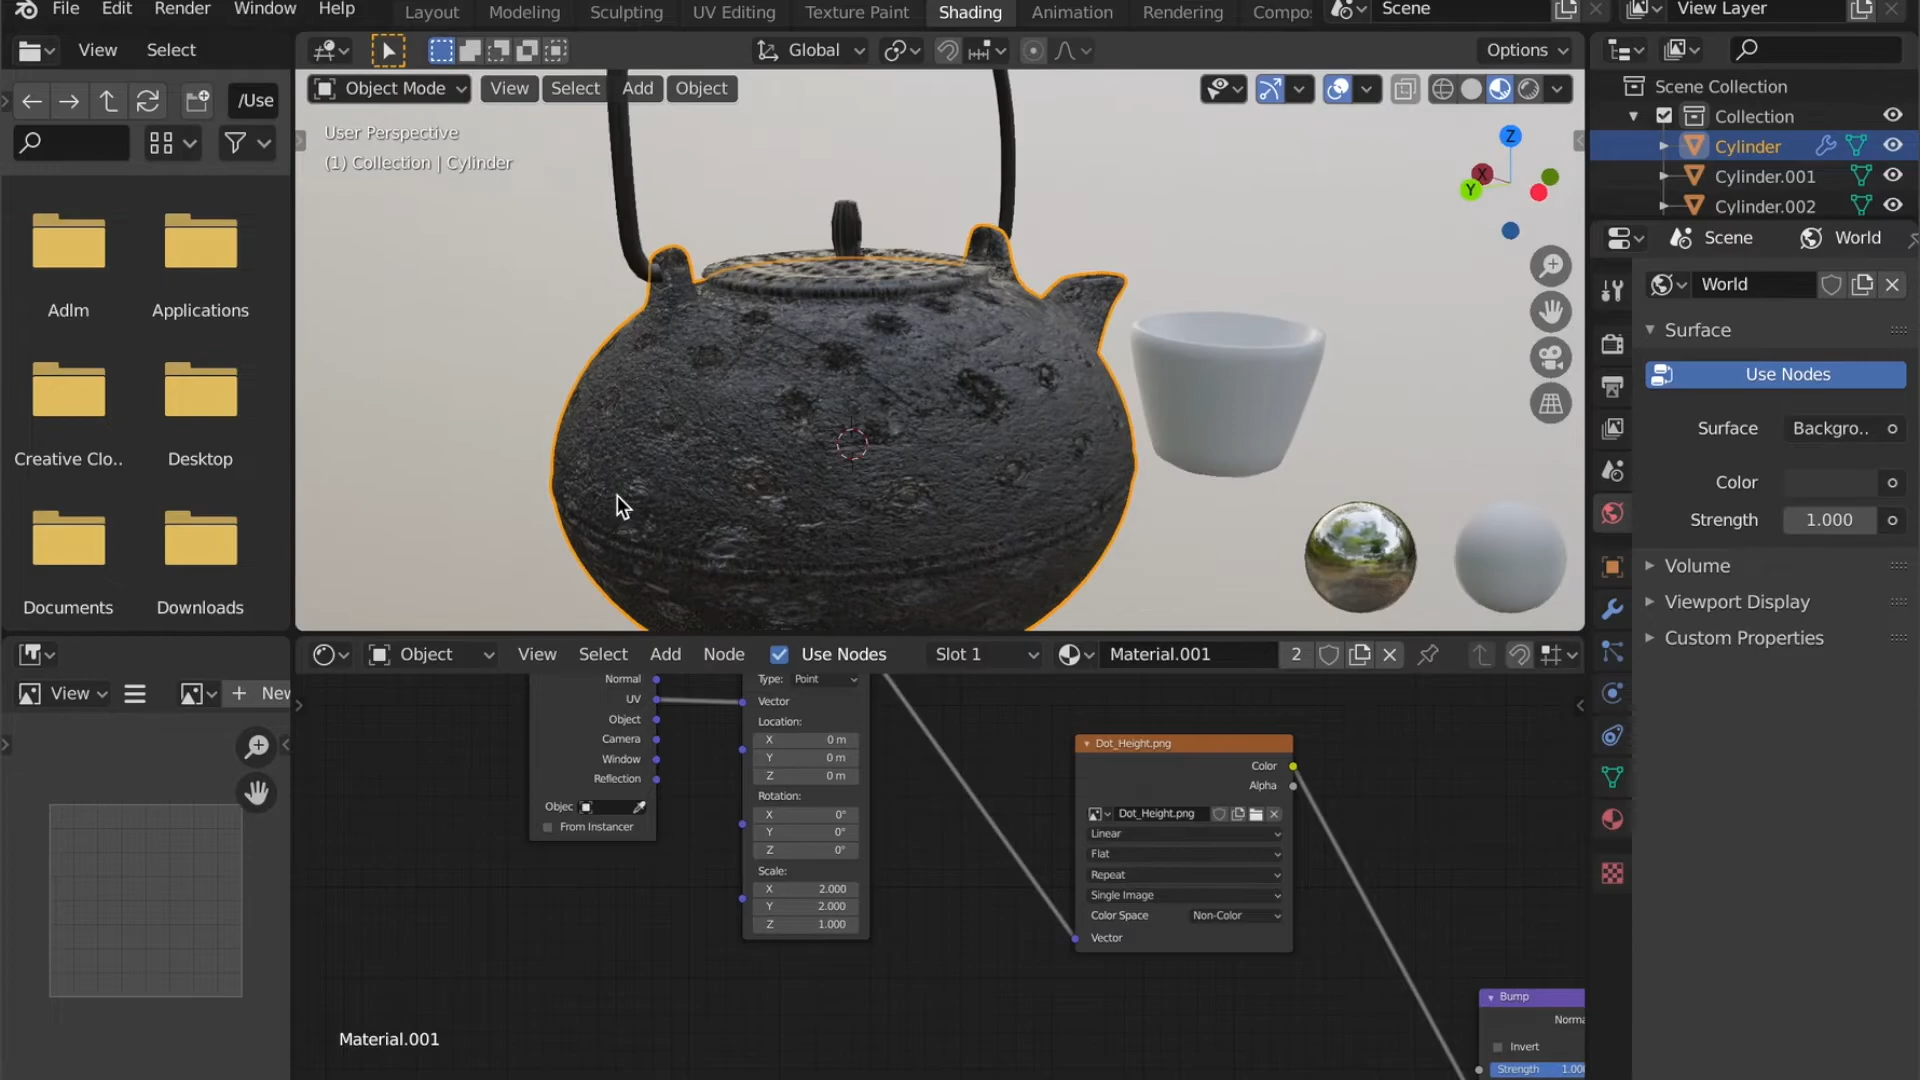 File Edit Render Window Help Layout Modeling Sculpting UV Editing Texture Paint Shading Animation Rendering Compo: Scene View Layer
View Select
Global
Options
/Use
Object Mode View Select Add Object
User Perspective
(1) Collection | Cylinder
Z
X
Y
Scene Collection
Collection
Cylinder
Cylinder.001
Cylinder.002
Scene World
World
Surface
Use Nodes
Surface Backgro..
Color
Strength 1.000
Volume
Viewport Display
Custom Properties
Adlm Applications
Creative Clo.. Desktop
Documents Downloads
View + New
Object View Select Add Node Use Nodes Slot 1 Material.001 2
Normal
UV
Object
Camera
Window
Reflection
Objec
From Instancer
Type: Point
Vector
Location:
X 0 m
Y 0 m
Z 0 m
Rotation:
X 0°
Y 0°
Z 0°
Scale:
X 2.000
Y 2.000
Z 1.000
Dot_Height.png
Color
Alpha
Dot_Height.png
Linear
Flat
Repeat
Single Image
Color Space Non-Color
Vector
Bump
Norma
Invert
Strength 1.00
Material.001